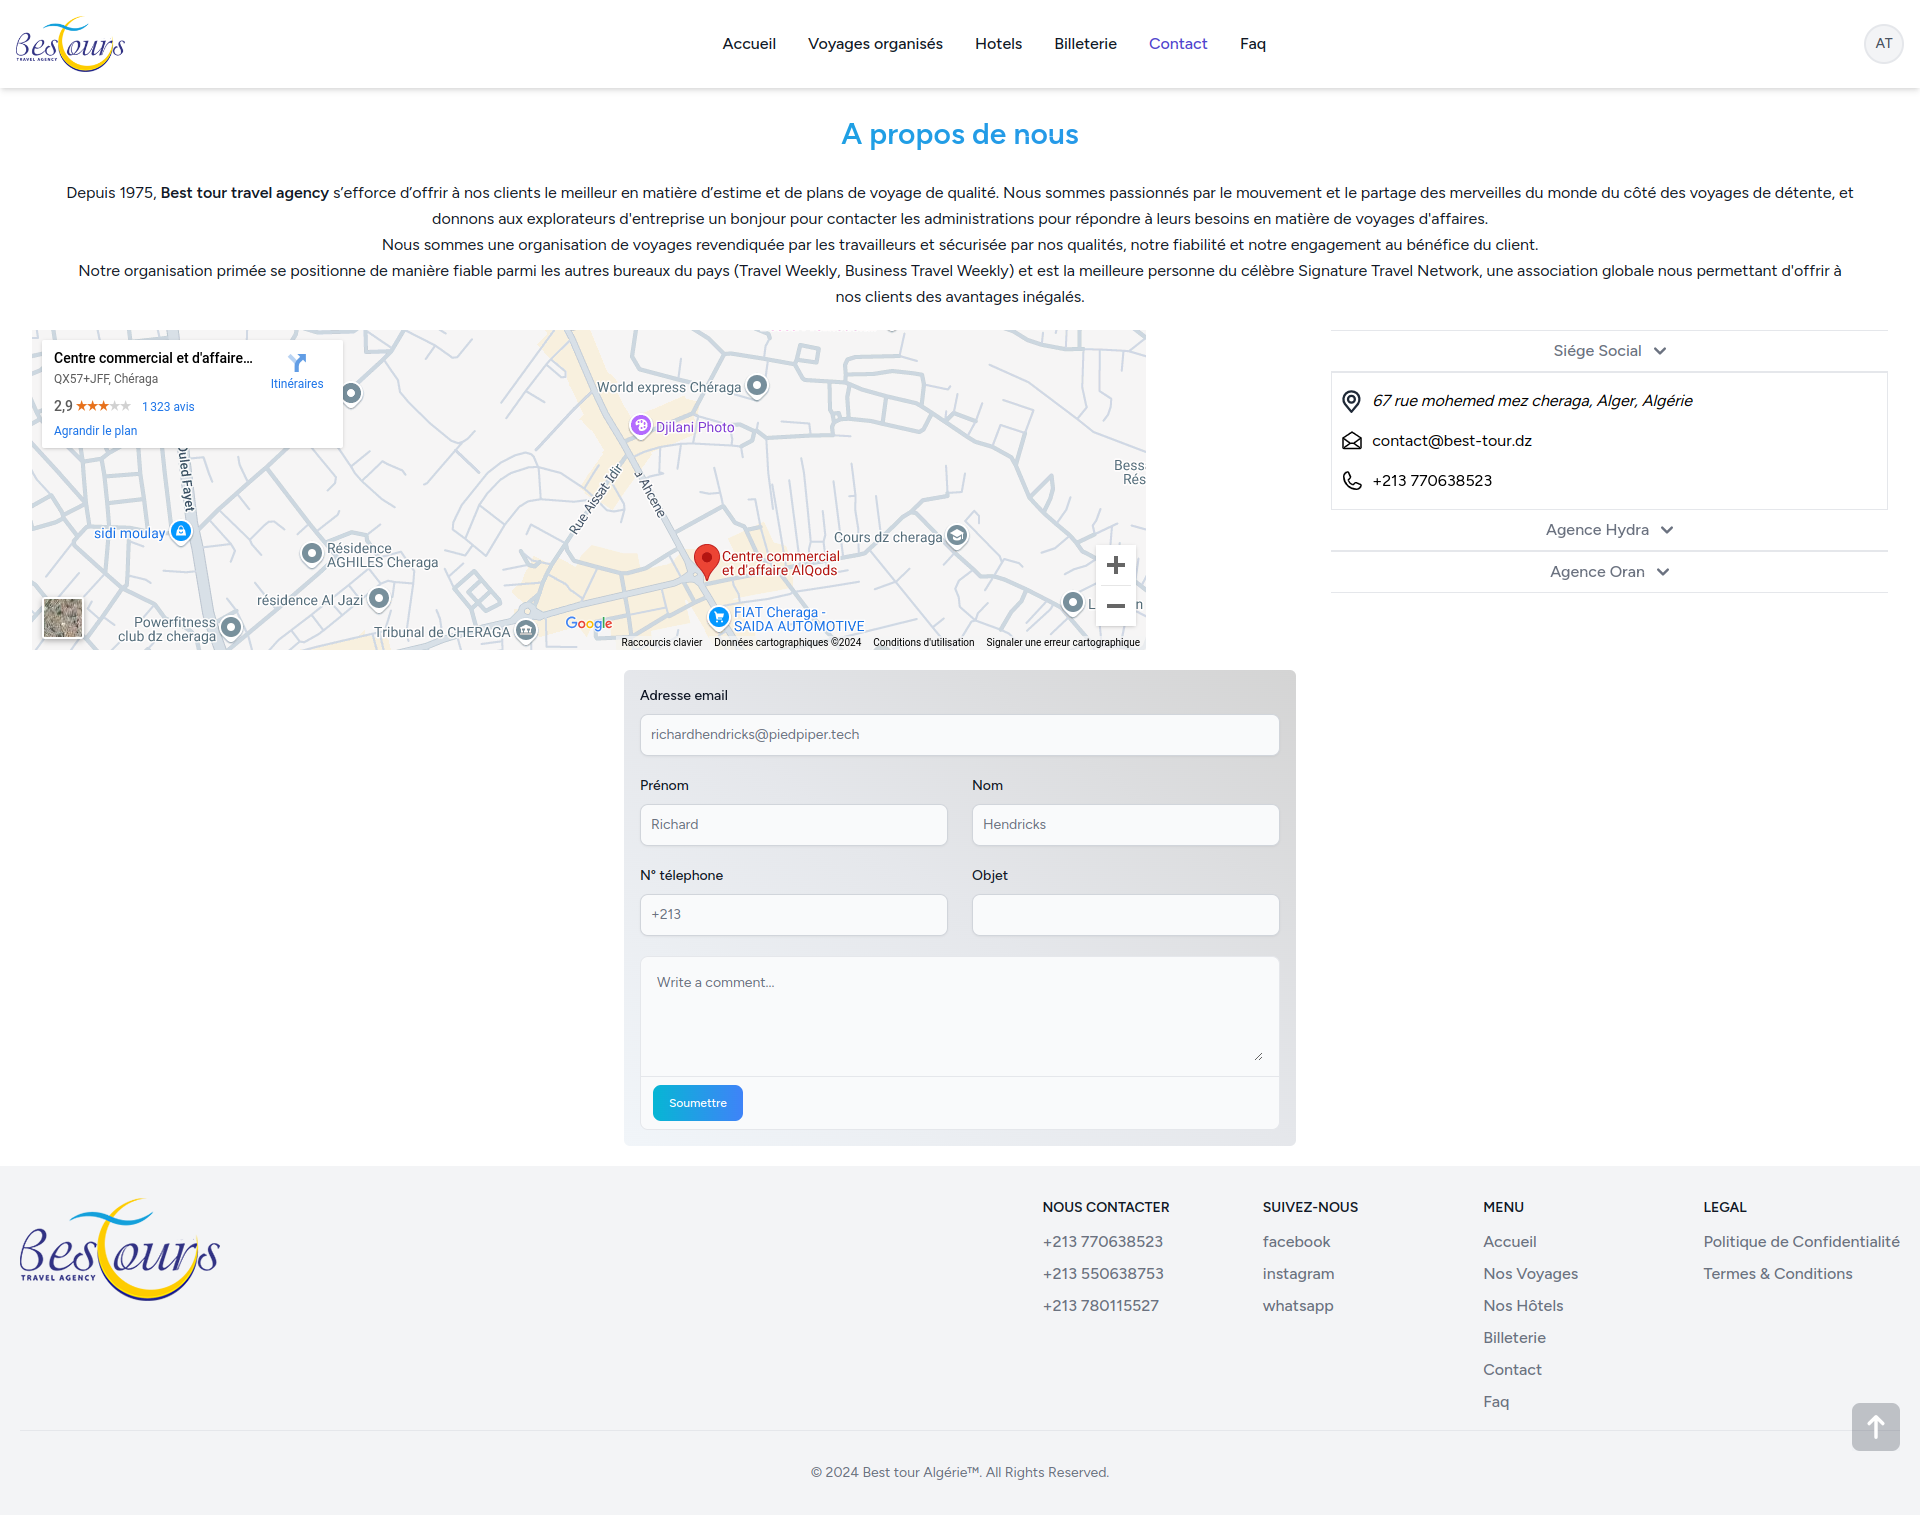 Bestours
TRAVEL AGENCY
Accueil
Voyages organisés
Hotels
Billeterie
Contact
Faq
AT
A propos de nous
Depuis 1975, Best tour travel agency s’efforce d’offrir à nos clients le meilleur en matière d’estime et de plans de voyage de qualité. Nous sommes passionnés par le mouvement et le partage des merveilles du monde du côté des voyages de détente, et
donnons aux explorateurs d'entreprise un bonjour pour contacter les administrations pour répondre à leurs besoins en matière de voyages d'affaires.
Nous sommes une organisation de voyages revendiquée par les travailleurs et sécurisée par nos qualités, notre fiabilité et notre engagement au bénéfice du client.
Notre organisation primée se positionne de manière fiable parmi les autres bureaux du pays (Travel Weekly, Business Travel Weekly) et est la meilleure personne du célèbre Signature Travel Network, une association globale nous permettant d'offrir à
nos clients des avantages inégalés.
Centre commercial et d'affaire…
QX57+JFF, Chéraga
Itinéraires
2,9
1 323 avis
Agrandir le plan
World express Chéraga
Djilani Photo
Rue Aissat Idir
Ahcene
ouled Fayet
sidi moulay
Résidence
AGHILES Cheraga
Cours dz cheraga
Centre commercial
et d'affaire AlQods
résidence Al Jazi
Powerfitness
club dz cheraga
Tribunal de CHERAGA
Google
FIAT Cheraga -
SAIDA AUTOMOTIVE
Bess
Rés
Raccourcis clavier
Données cartographiques ©2024
Conditions d'utilisation
Signaler une erreur cartographique
Siége Social
67 rue mohemed mez cheraga, Alger, Algérie
contact@best-tour.dz
+213 770638523
Agence Hydra
Agence Oran
Adresse email
richardhendricks@piedpiper.tech
Prénom
Nom
Richard
Hendricks
N° télephone
Objet
+213
Write a comment...
Soumettre
Bestours
TRAVEL AGENCY
NOUS CONTACTER
+213 770638523
+213 550638753
+213 780115527
SUIVEZ-NOUS
facebook
instagram
whatsapp
MENU
Accueil
Nos Voyages
Nos Hôtels
Billeterie
Contact
Faq
LEGAL
Politique de Confidentialité
Termes & Conditions
© 2024 Best tour Algérie™. All Rights Reserved.